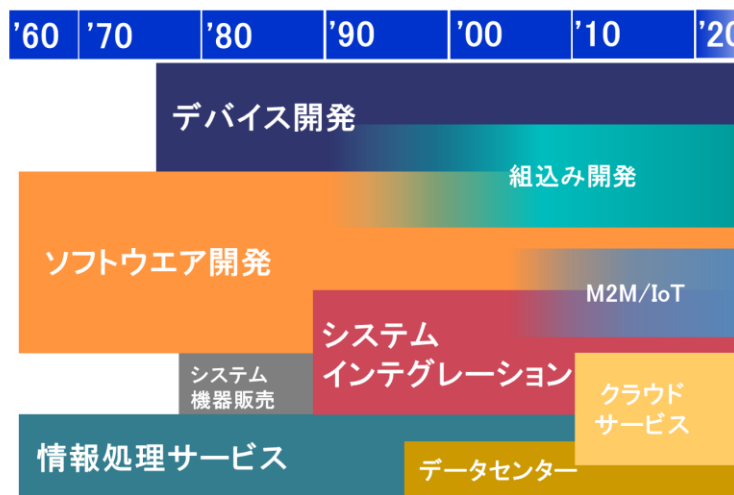 '60 '70 '80 '90 '00 '10 '20
デバイス開発
組込み開発
ソフトウエア開発
M2M/IoT
システム
インテグレーション
システム
機器販売
クラウド
サービス
情報処理サービス
データセンター